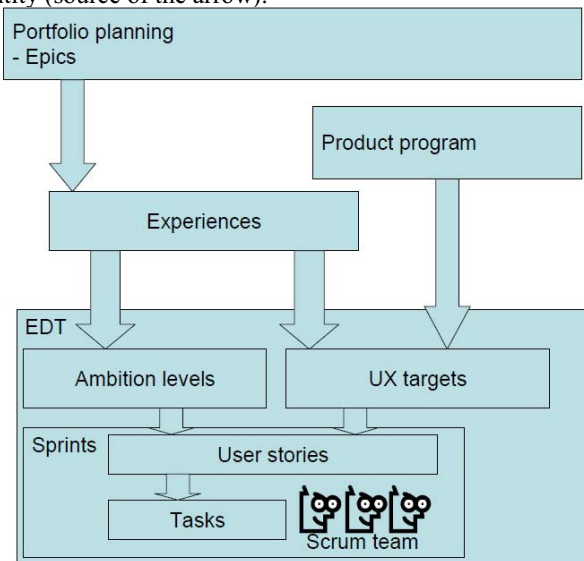 entity (source of the arrow).
Portfolio planning
- Epics
Product program
Experiences
EDT
Ambition levels
UX targets
Sprints
User stories
Tasks
Scrum team